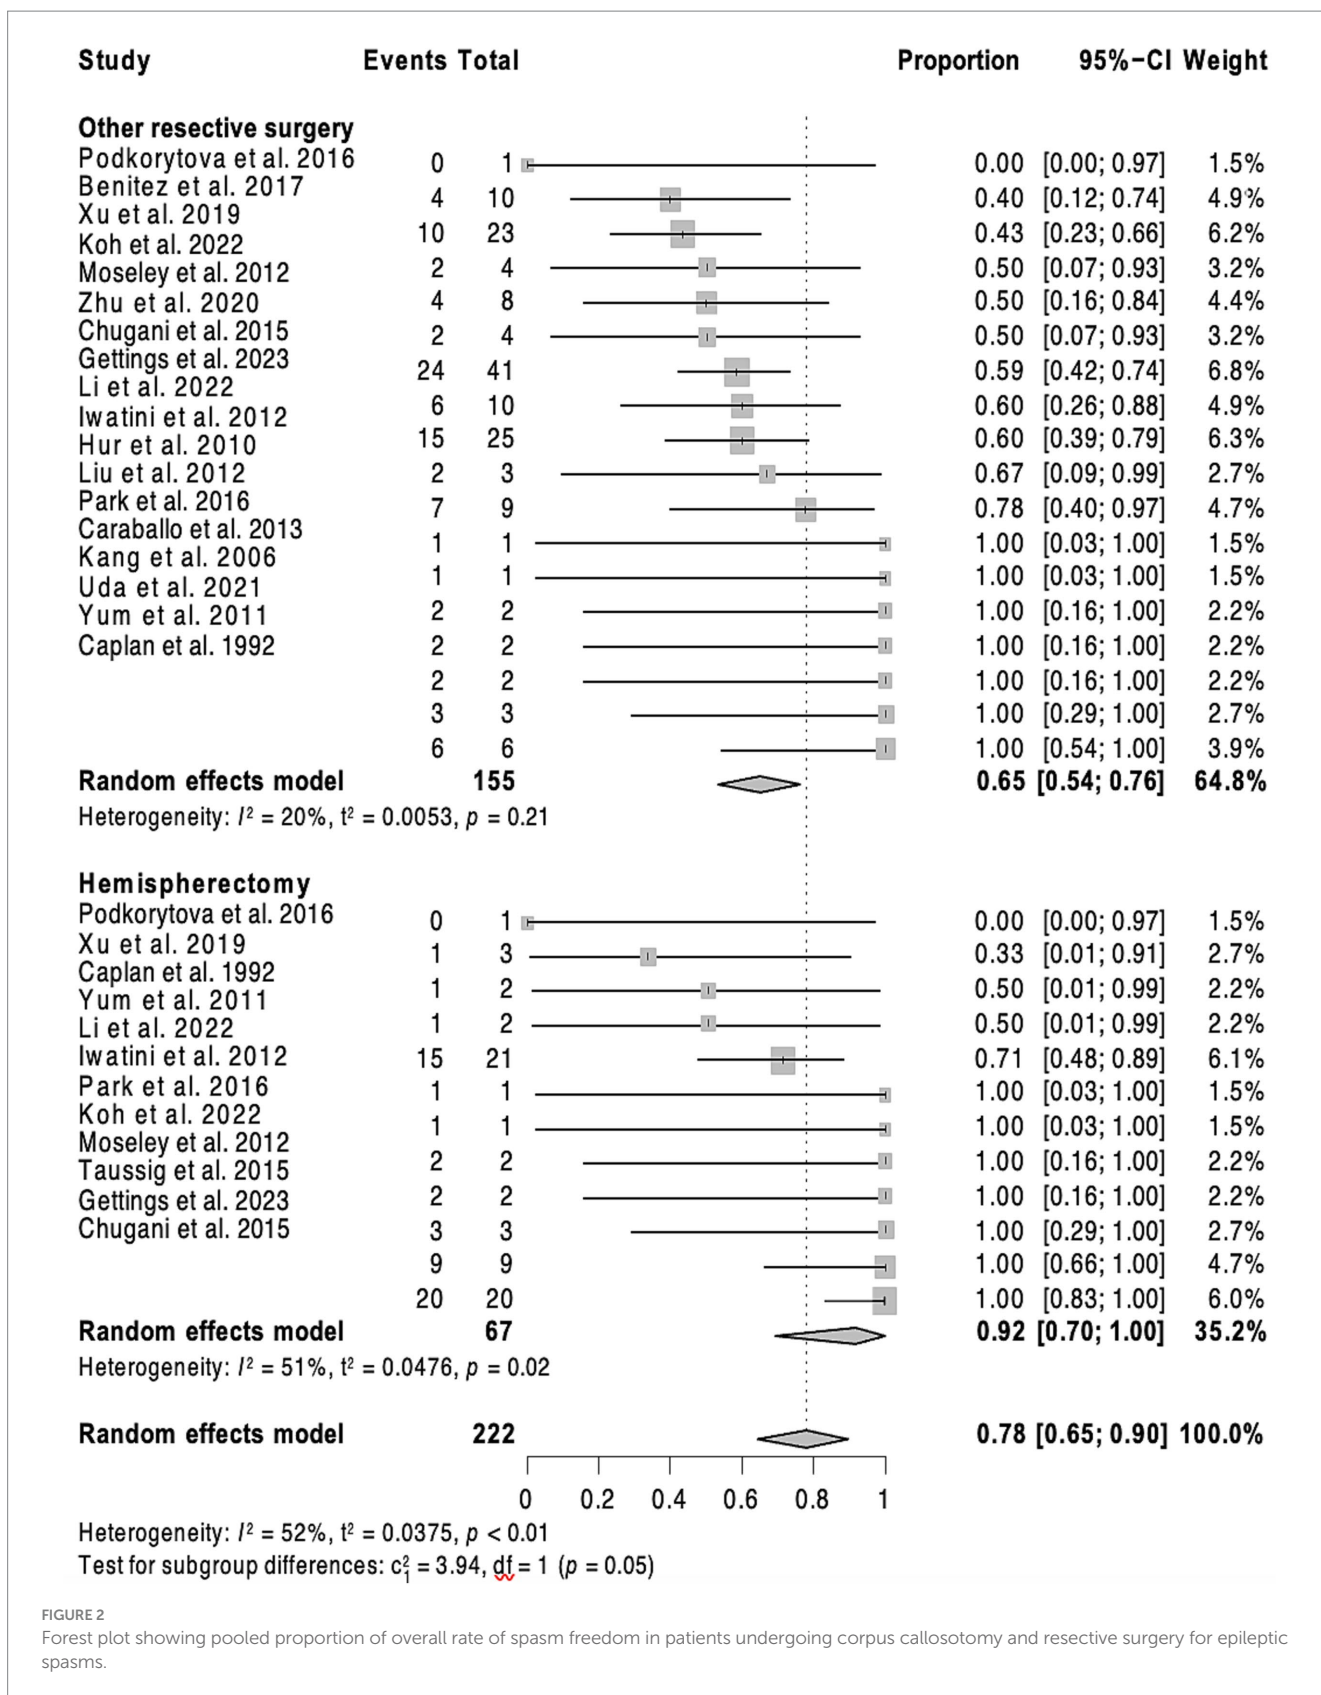 Study Events Total Proportion 95%−CI Weight
Other resective surgery
Podkorytova et al. 2016 0 1 0.00 [0.00; 0.97] 1.5%
Benitez et al. 2017 4 10 0.40 [0.12; 0.74] 4.9%
Xu et al. 2019 10 23 0.43 [0.23; 0.66] 6.2%
Koh et al. 2022 2 4 0.50 [0.07; 0.93] 3.2%
Moseley et al. 2012 4 8 0.50 [0.16; 0.84] 4.4%
Zhu et al. 2020 2 4 0.50 [0.07; 0.93] 3.2%
Chugani et al. 2015 24 41 0.59 [0.42; 0.74] 6.8%
Gettings et al. 2023 6 10 0.60 [0.26; 0.88] 4.9%
Li et al. 2022 15 25 0.60 [0.39; 0.79] 6.3%
Iwatini et al. 2012 2 3 0.67 [0.09; 0.99] 2.7%
Hur et al. 2010 7 9 0.78 [0.40; 0.97] 4.7%
Liu et al. 2012 1 1 1.00 [0.03; 1.00] 1.5%
Park et al. 2016 1 1 1.00 [0.03; 1.00] 1.5%
Caraballo et al. 2013 2 2 1.00 [0.16; 1.00] 2.2%
Kang et al. 2006 2 2 1.00 [0.16; 1.00] 2.2%
Uda et al. 2021 2 2 1.00 [0.16; 1.00] 2.2%
Yum et al. 2011 3 3 1.00 [0.29; 1.00] 2.7%
Caplan et al. 1992 6 6 1.00 [0.54; 1.00] 3.9%
Random effects model 155 0.65 [0.54; 0.76] 64.8%
Heterogeneity: I² = 20%, t² = 0.0053, p = 0.21
Hemispherectomy
Podkorytova et al. 2016 0 1 0.00 [0.00; 0.97] 1.5%
Xu et al. 2019 1 3 0.33 [0.01; 0.91] 2.7%
Caplan et al. 1992 1 2 0.50 [0.01; 0.99] 2.2%
Yum et al. 2011 1 2 0.50 [0.01; 0.99] 2.2%
Li et al. 2022 15 21 0.71 [0.48; 0.89] 6.1%
Iwatini et al. 2012 1 1 1.00 [0.03; 1.00] 1.5%
Park et al. 2016 1 1 1.00 [0.03; 1.00] 1.5%
Koh et al. 2022 2 2 1.00 [0.16; 1.00] 2.2%
Moseley et al. 2012 2 2 1.00 [0.16; 1.00] 2.2%
Taussig et al. 2015 3 3 1.00 [0.29; 1.00] 2.7%
Gettings et al. 2023 9 9 1.00 [0.66; 1.00] 4.7%
Chugani et al. 2015 20 20 1.00 [0.83; 1.00] 6.0%
Random effects model 67 0.92 [0.70; 1.00] 35.2%
Heterogeneity: I² = 51%, t² = 0.0476, p = 0.02
Random effects model 222 0.78 [0.65; 0.90] 100.0%
0 0.2 0.4 0.6 0.8 1
Heterogeneity: I² = 52%, t² = 0.0375, p < 0.01
Test for subgroup differences: c²₁ = 3.94, df = 1 (p = 0.05)
FIGURE 2
Forest plot showing pooled proportion of overall rate of spasm freedom in patients undergoing corpus callosotomy and resective surgery for epileptic
spasms.